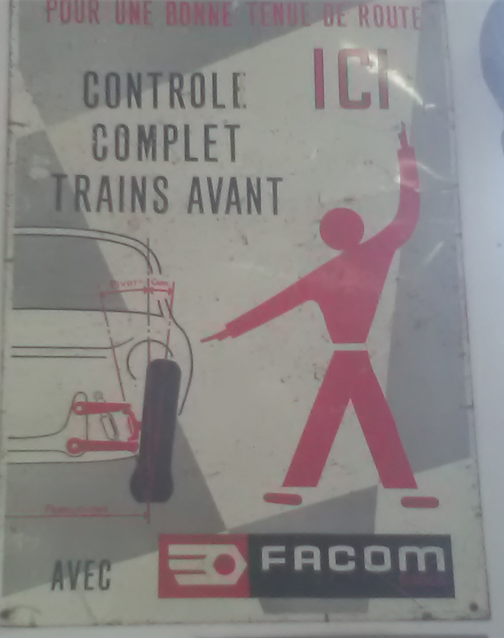 POUR UNE BONNE TENUE DE ROUTE
ICI
CONTROLE
COMPLET
TRAINS AVANT
AVEC
FACOM